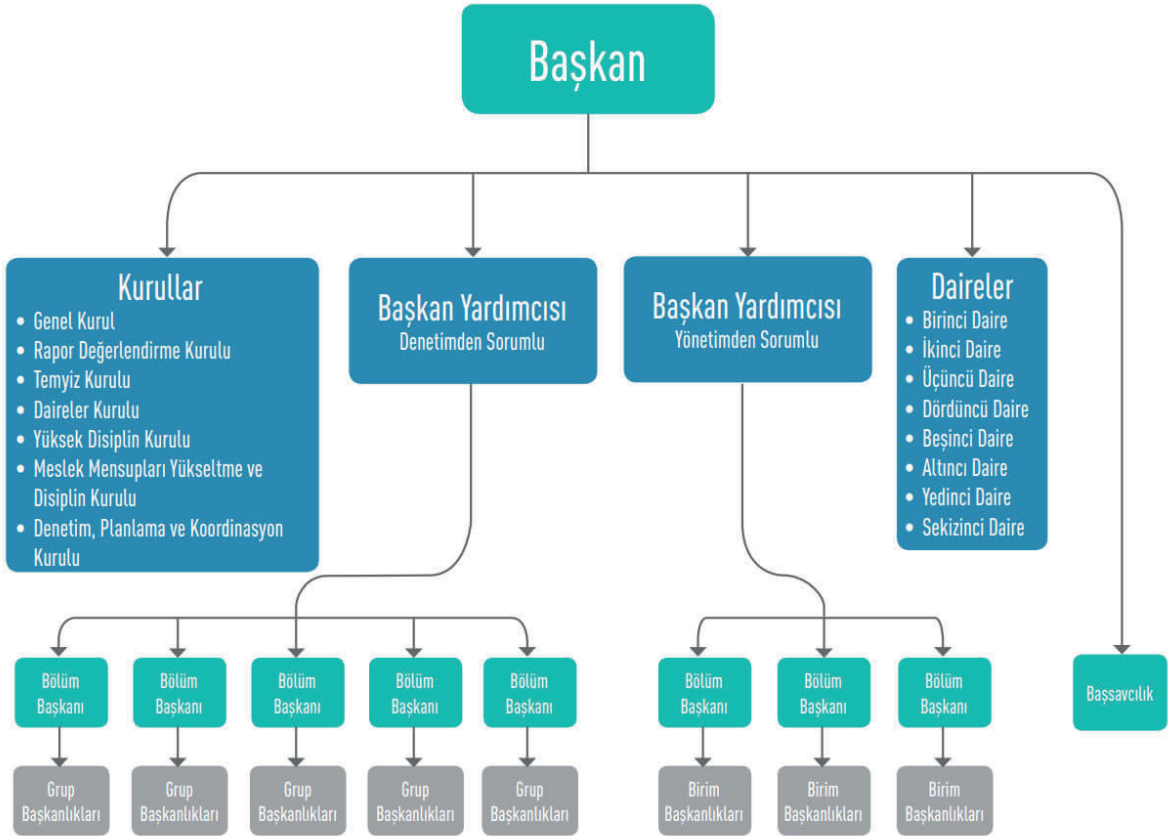 Başkan
Kurullar
• Genel Kurul
• Rapor Değerlendirme Kurulu
• Temyiz Kurulu
• Daireler Kurulu
• Yüksek Disiplin Kurulu
• Meslek Mensupları Yükseltme ve
Disiplin Kurulu
• Denetim, Planlama ve Koordinasyon
Kurulu
Başkan Yardımcısı
Denetimden Sorumlu
Başkan Yardımcısı
Yönetimden Sorumlu
Daireler
• Birinci Daire
• İkinci Daire
• Üçüncü Daire
• Dördüncü Daire
• Beşinci Daire
• Altıncı Daire
• Yedinci Daire
• Sekizinci Daire
Bölüm
Başkanı
Bölüm
Başkanı
Bölüm
Başkanı
Bölüm
Başkanı
Bölüm
Başkanı
Bölüm
Başkanı
Bölüm
Başkanı
Bölüm
Başkanı
Başsavcılık
Grup
Başkanlıkları
Grup
Başkanlıkları
Grup
Başkanlıkları
Grup
Başkanlıkları
Grup
Başkanlıkları
Birim
Başkanlıkları
Birim
Başkanlıkları
Birim
Başkanlıkları